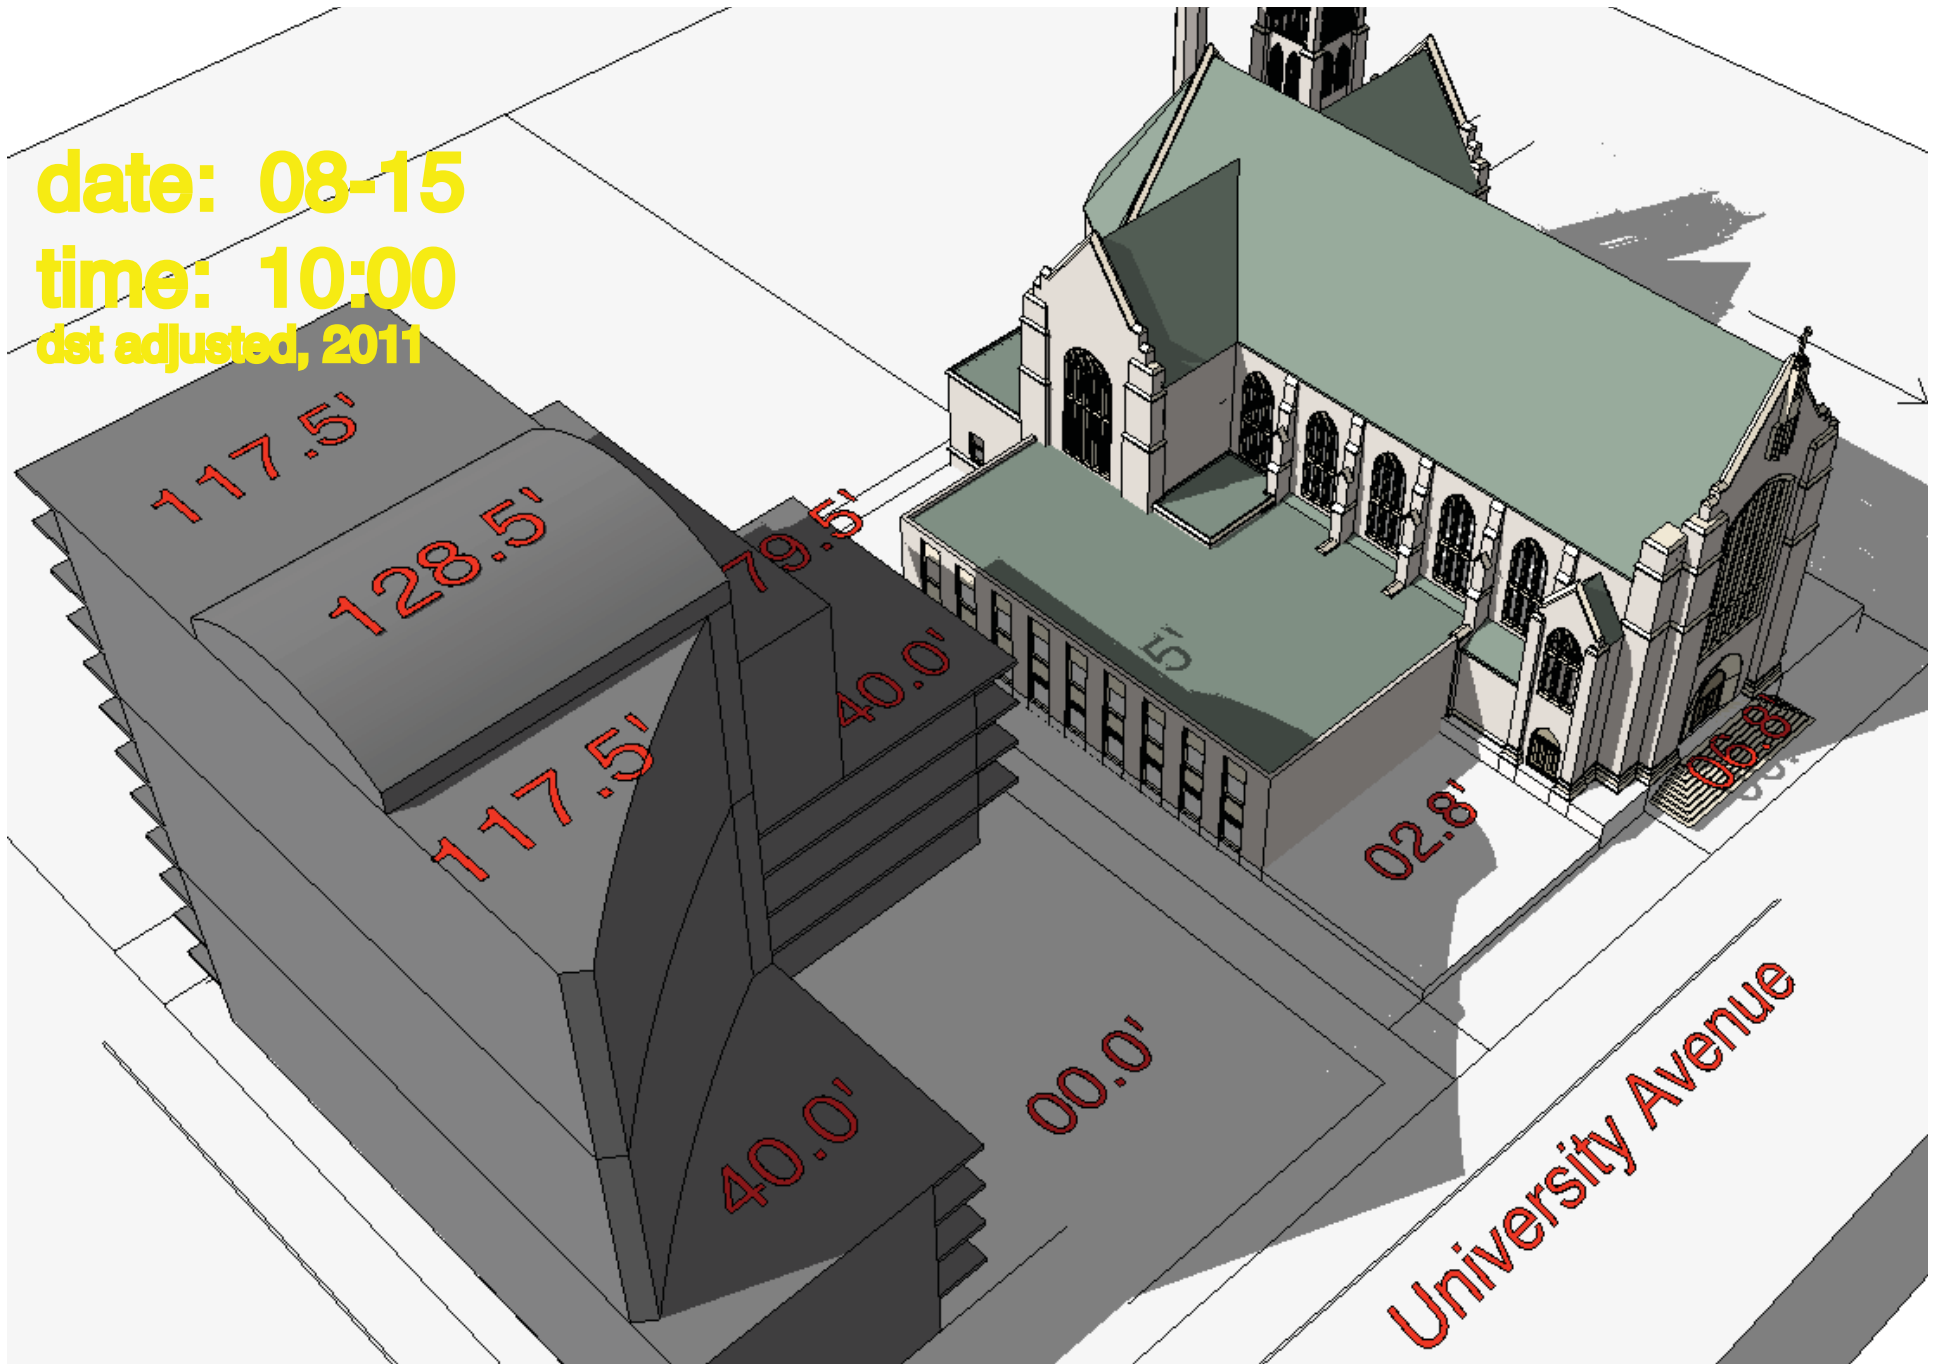 date: 08-15
time: 10:00
dst adjusted, 2011
117.5'
128.5'
79.5'
40.0'
117.5'
06.8'
02.8'
00.0'
40.0'
University Avenue